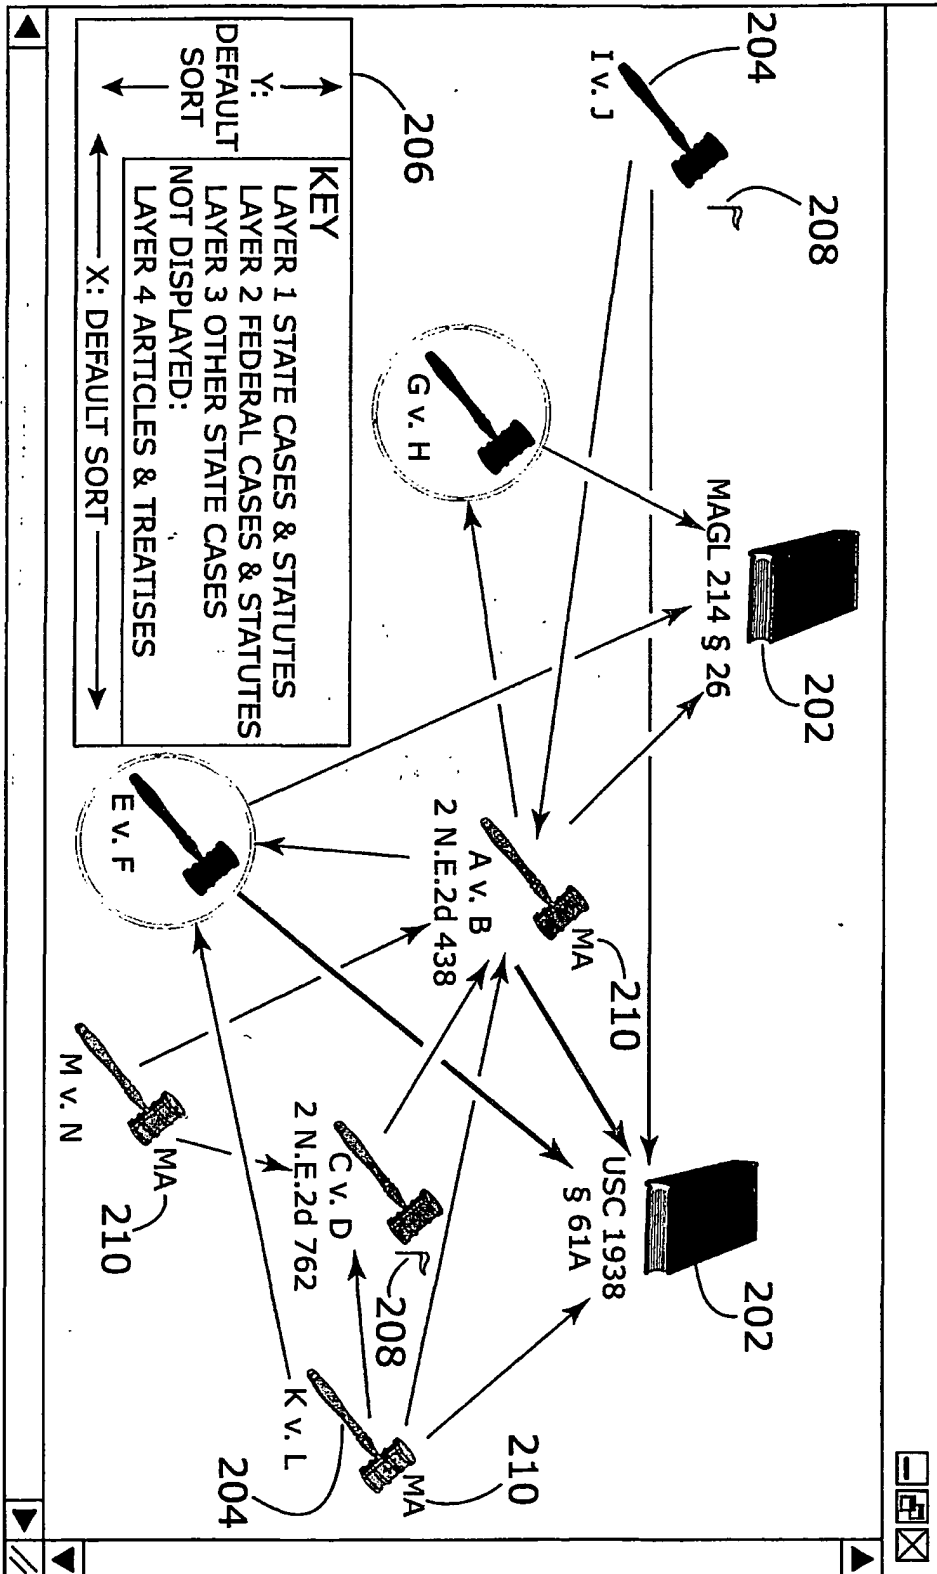 204
I v. J
208
MAGL 214 § 26
202
G v. H
206
A v. B
2 N.E.2d 438
MA
210
USC 1938
§ 61A
202
E v. F
C v. D
2 N.E.2d 762
208
M v. N
MA
210
K v. L
204
MA
210
KEY
LAYER 1 STATE CASES & STATUTES
LAYER 2 FEDERAL CASES & STATUTES
LAYER 3 OTHER STATE CASES
NOT DISPLAYED:
LAYER 4 ARTICLES & TREATISES
Y:
DEFAULT
SORT
X: DEFAULT SORT